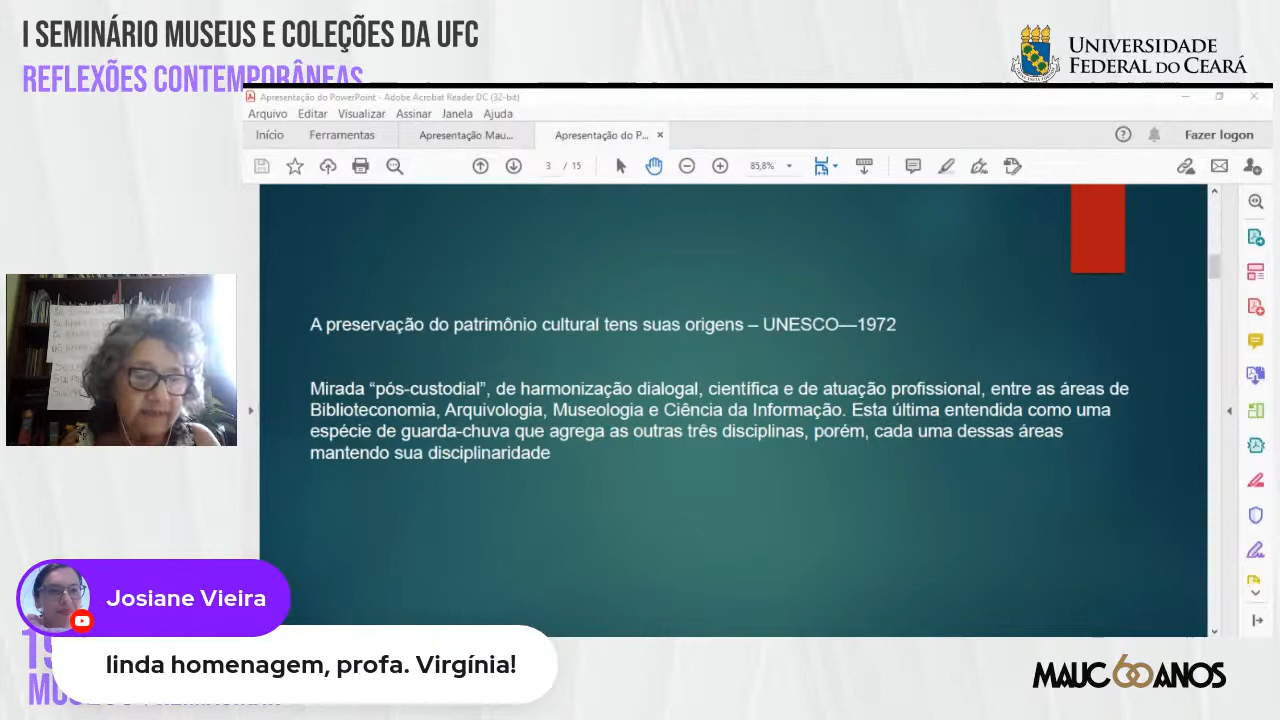 I SEMINÁRIO MUSEUS E COLEÇÕES DA UFC
REFLEXÕES CONTEMPORÂNEAS
UNIVERSIDADE
FEDERAL DO CEARÁ
Apresentação do PowerPoint - Adobe Acrobat Reader DC (32-bit)
Arquivo Editar Visualizar Assinar Janela Ajuda
Início Ferramentas Apresentação Mau... Apresentação do P... Fazer logon
3 / 15 85,8%
A preservação do patrimônio cultural tens suas origens – UNESCO—1972
Mirada “pós-custodial”, de harmonização dialogal, científica e de atuação profissional, entre as áreas de
Biblioteconomia, Arquivologia, Museologia e Ciência da Informação. Esta última entendida como uma
espécie de guarda-chuva que agrega as outras três disciplinas, porém, cada uma dessas áreas
mantendo sua disciplinaridade
Josiane Vieira
linda homenagem, profa. Virgínia!
MAUC 60 ANOS